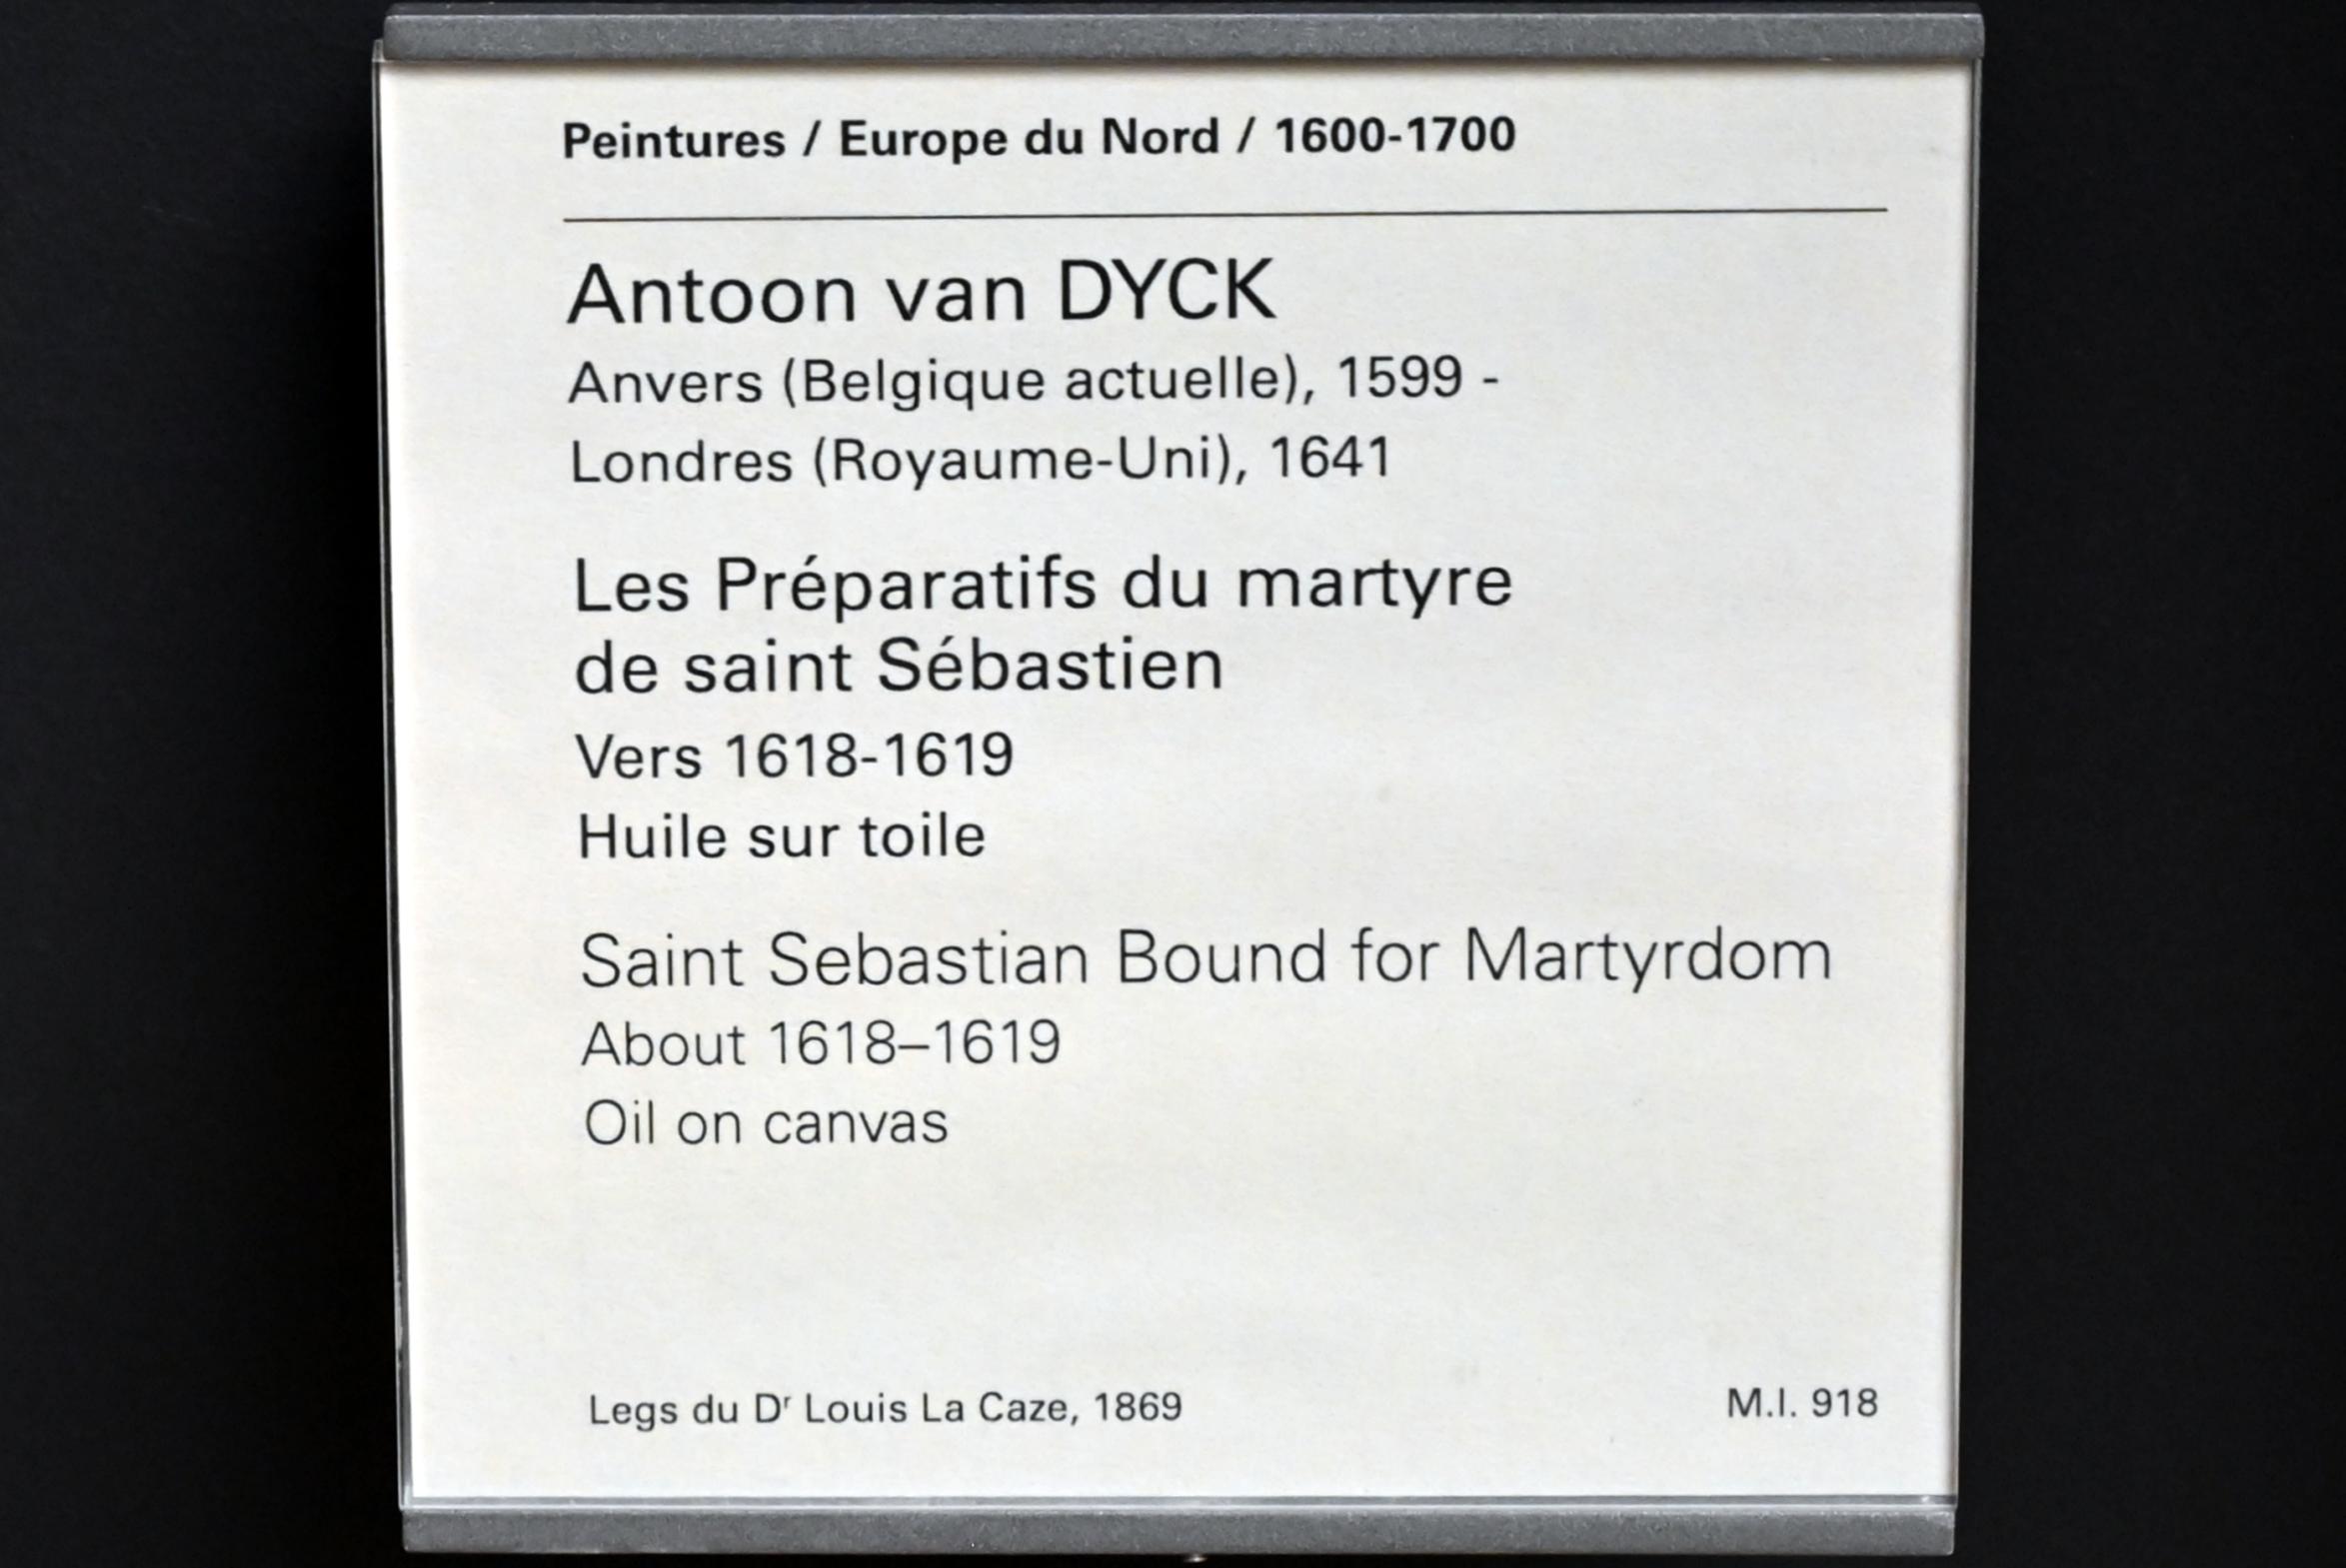 Peintures / Europe du Nord / 1600-1700
Antoon van DYCK
Anvers (Belgique actuelle), 1599 -
Londres (Royaume-Uni), 1641
Les Préparatifs du martyre
de saint Sébastien
Vers 1618-1619
Huile sur toile
Saint Sebastian Bound for Martyrdom
About 1618–1619
Oil on canvas
Legs du Dʳ Louis La Caze, 1869
M.I. 918